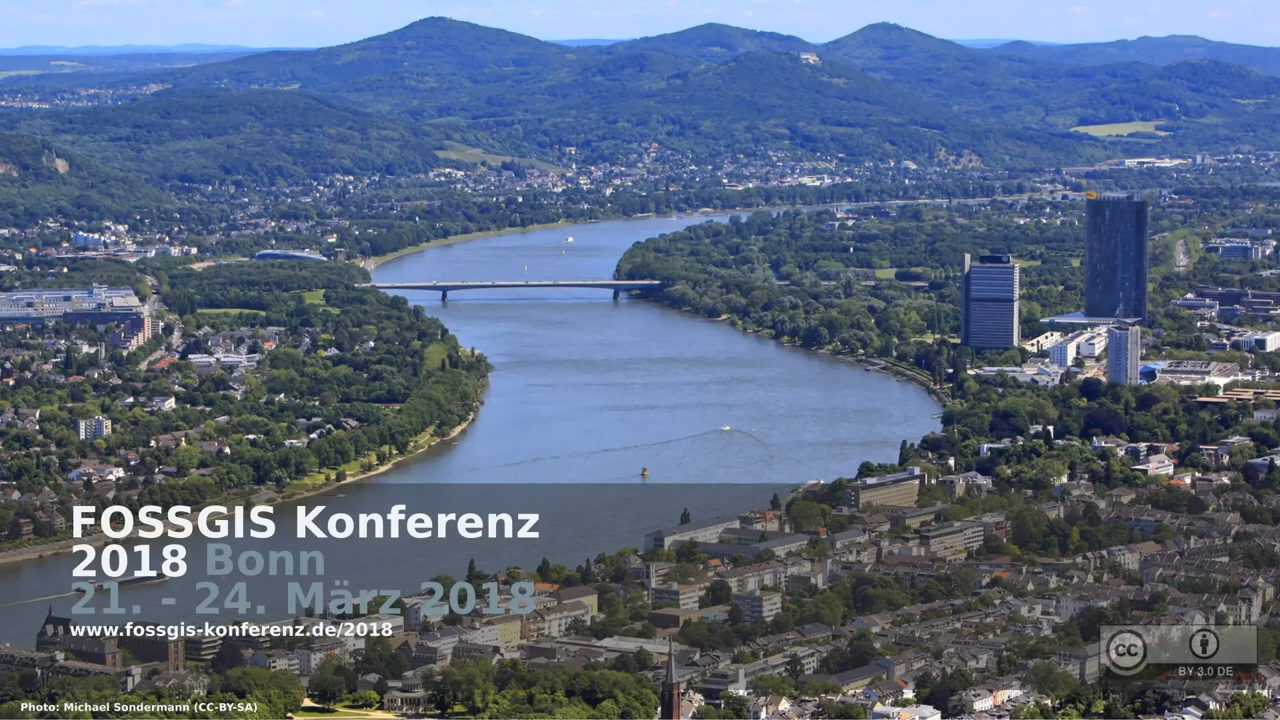 FOSSGIS Konferenz
2018 Bonn
21. - 24. März 2018
www.fossgis-konferenz.de/2018
cc
BY 3.0 DE
Photo: Michael Sondermann (CC-BY-SA)